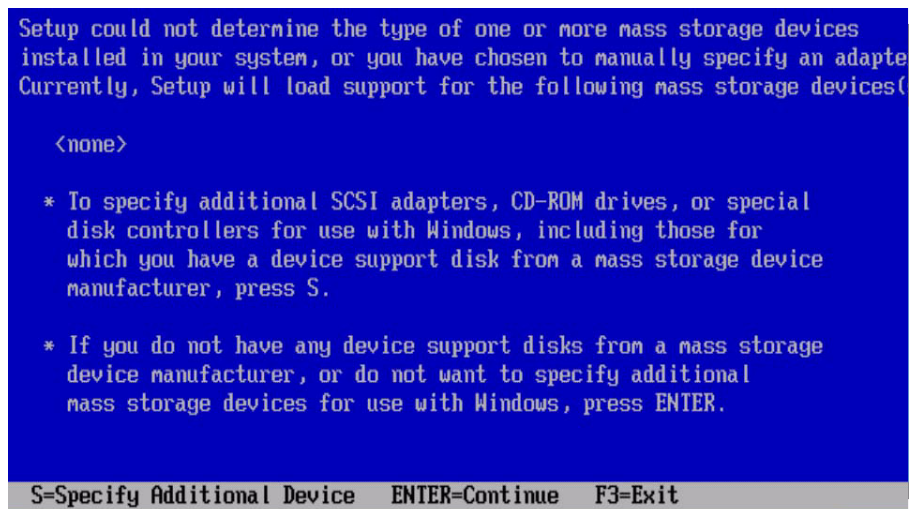 Setup could not determine the type of one or more mass storage devices
installed in your system, or you have chosen to manually specify an adapte
Currently, Setup will load support for the following mass storage devices(
<none>
* To specify additional SCSI adapters, CD-ROM drives, or special
disk controllers for use with Windows, including those for
which you have a device support disk from a mass storage device
manufacturer, press S.
* If you do not have any device support disks from a mass storage
device manufacturer, or do not want to specify additional
mass storage devices for use with Windows, press ENTER.
S=Specify Additional Device ENTER=Continue F3=Exit